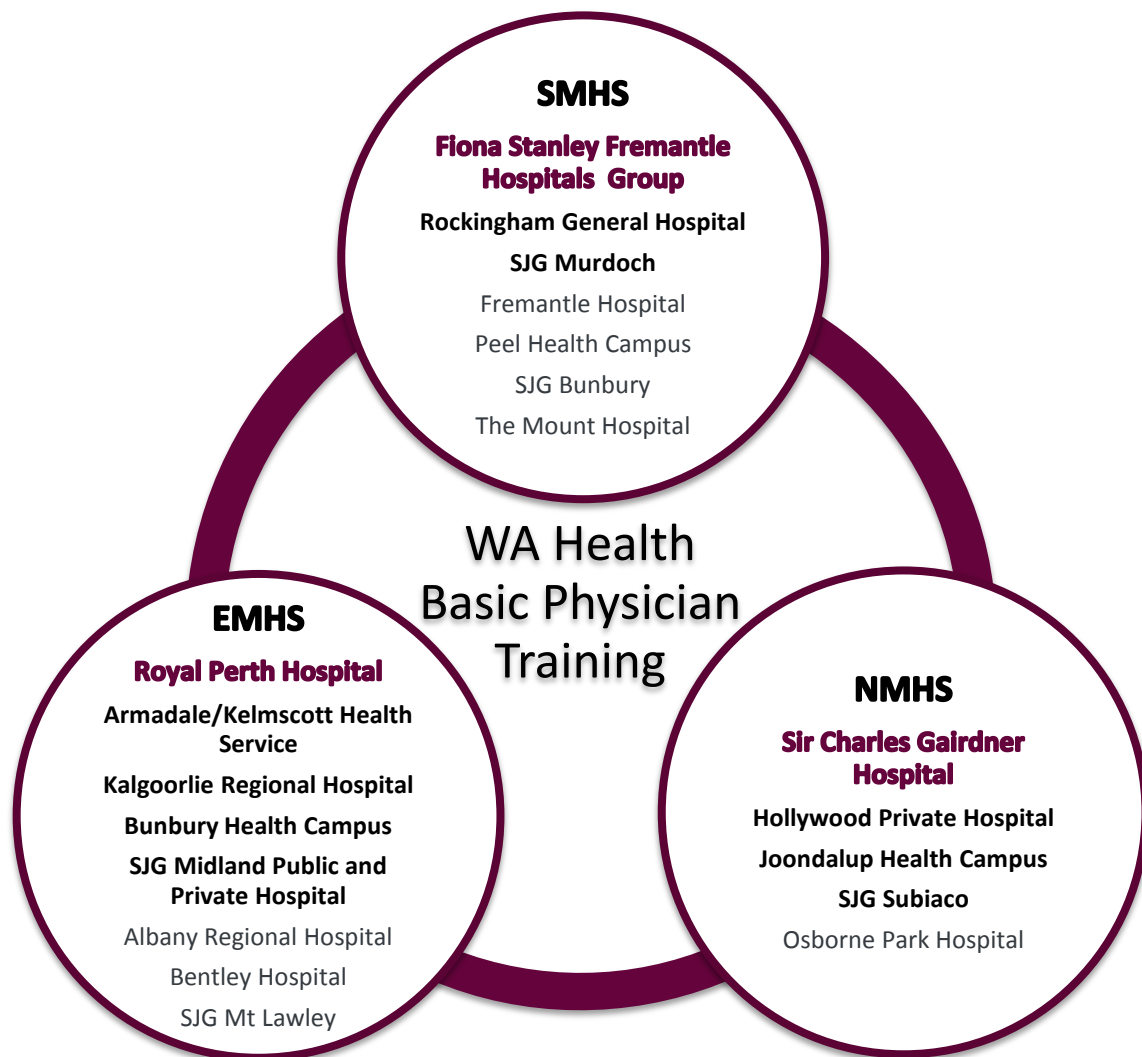 SMHS
Fiona Stanley Fremantle
Hospitals Group
Rockingham General Hospital
SJG Murdoch
Fremantle Hospital
Peel Health Campus
SJG Bunbury
The Mount Hospital
WA Health
Basic Physician
Training
EMHS
Royal Perth Hospital
Armadale/Kelmscott Health
Service
Kalgoorlie Regional Hospital
Bunbury Health Campus
SJG Midland Public and
Private Hospital
Albany Regional Hospital
Bentley Hospital
SJG Mt Lawley
NMHS
Sir Charles Gairdner
Hospital
Hollywood Private Hospital
Joondalup Health Campus
SJG Subiaco
Osborne Park Hospital